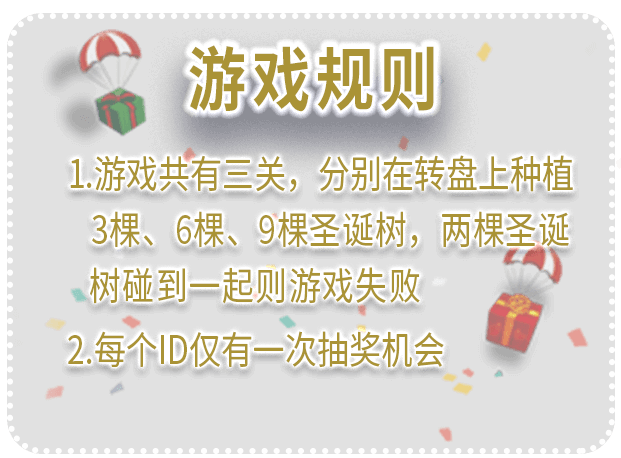 游戏规则
1.游戏共有三关，分别在转盘上种植
3棵、6棵、9棵圣诞树，两棵圣诞
树碰到一起则游戏失败
2.每个ID仅有一次抽奖机会